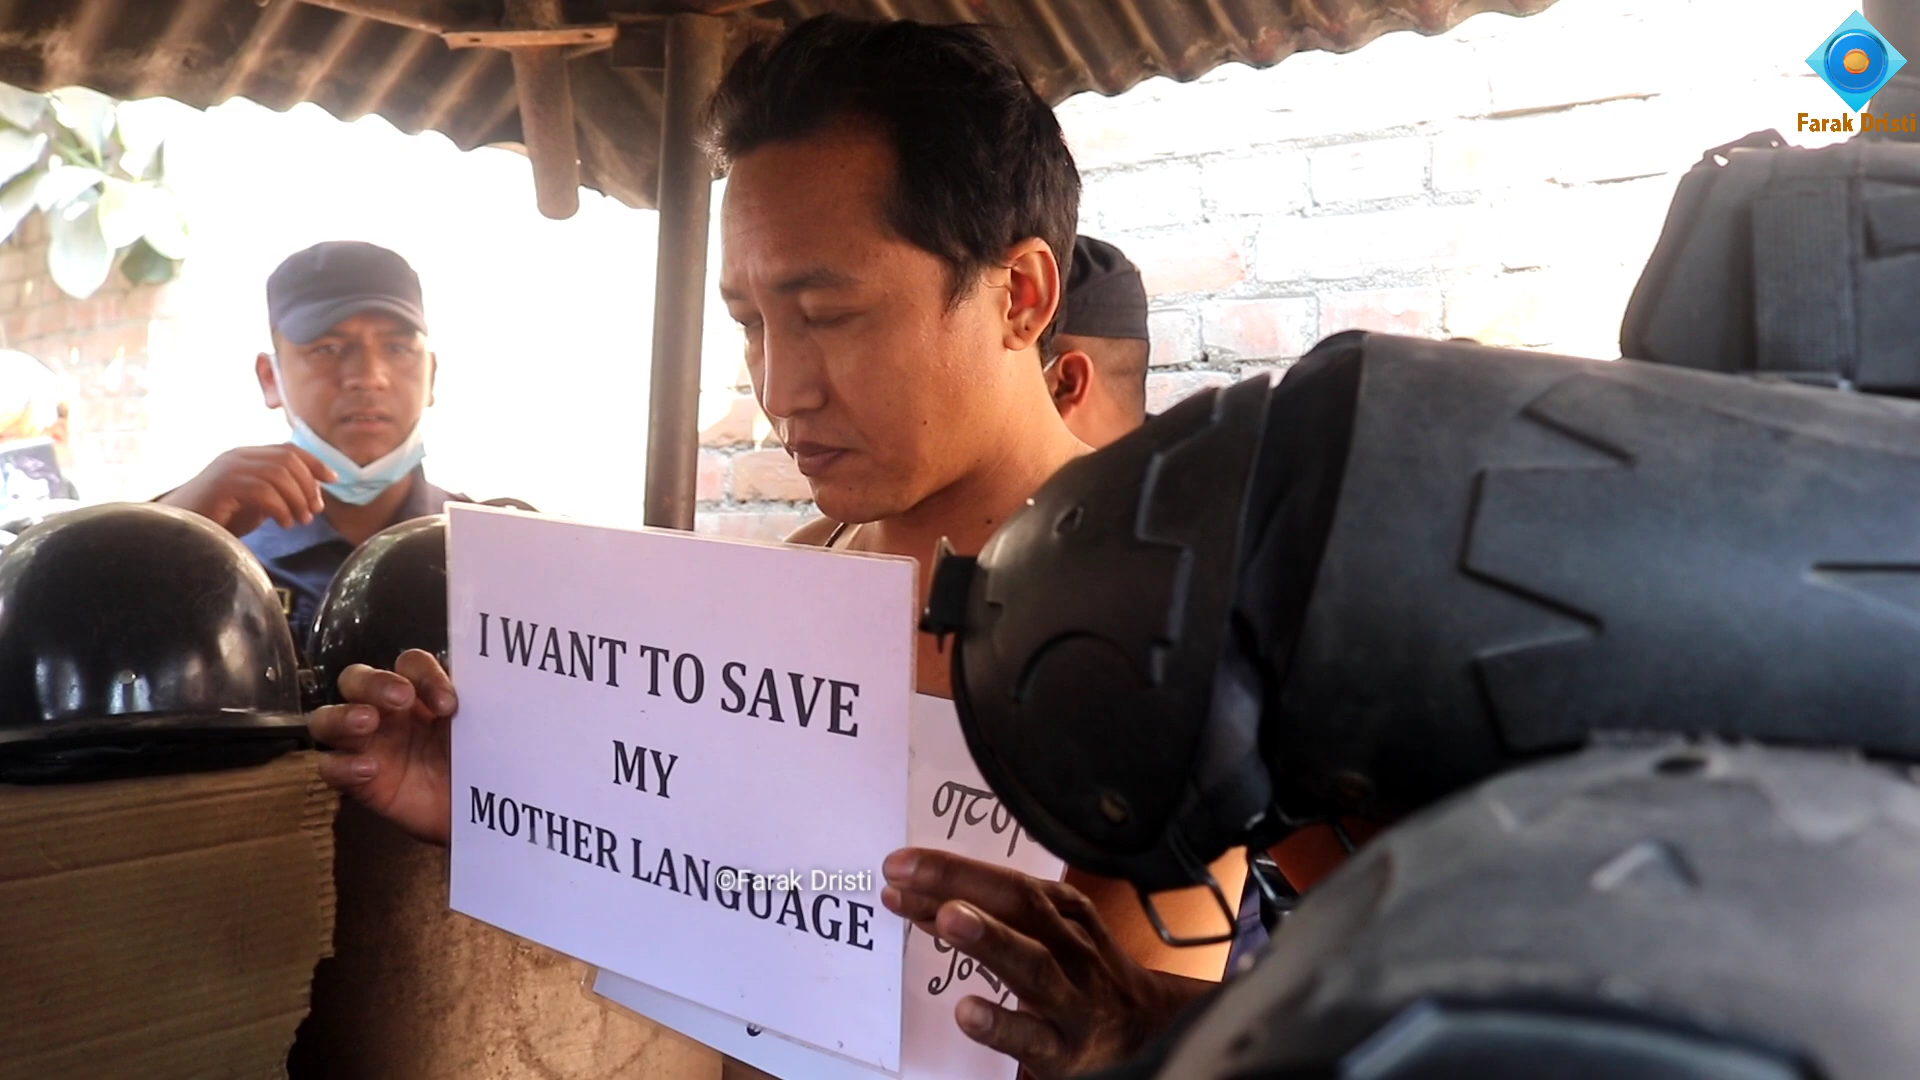 Farak Dristi
I WANT TO SAVE
MY
MOTHER LANGUAGE
©Farak Dristi